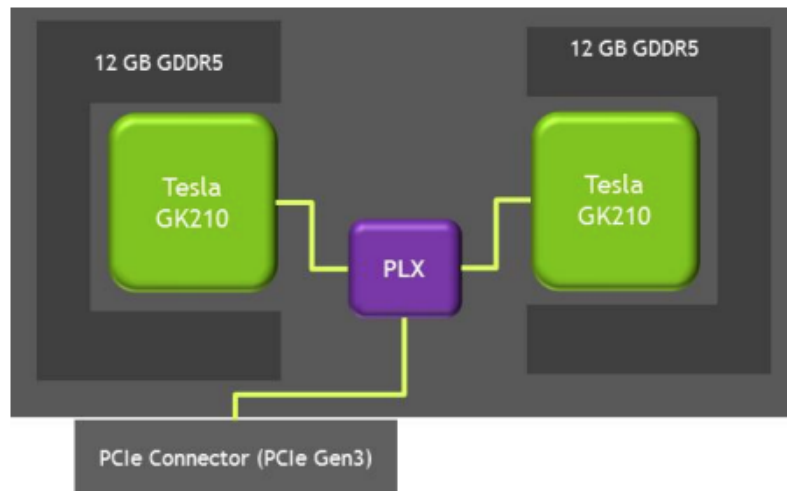 12 GB GDDR5
12 GB GDDR5
Tesla
GK210
Tesla
GK210
PLX
PCIe Connector (PCIe Gen3)